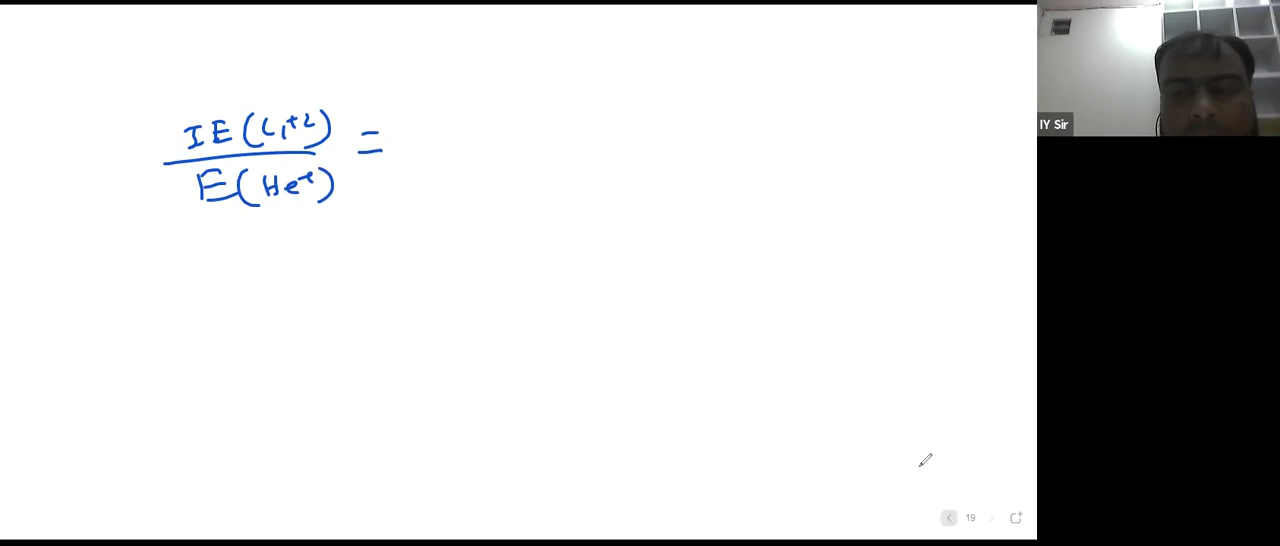 IE (Li+2) =
E (He+)
IY Sir
19